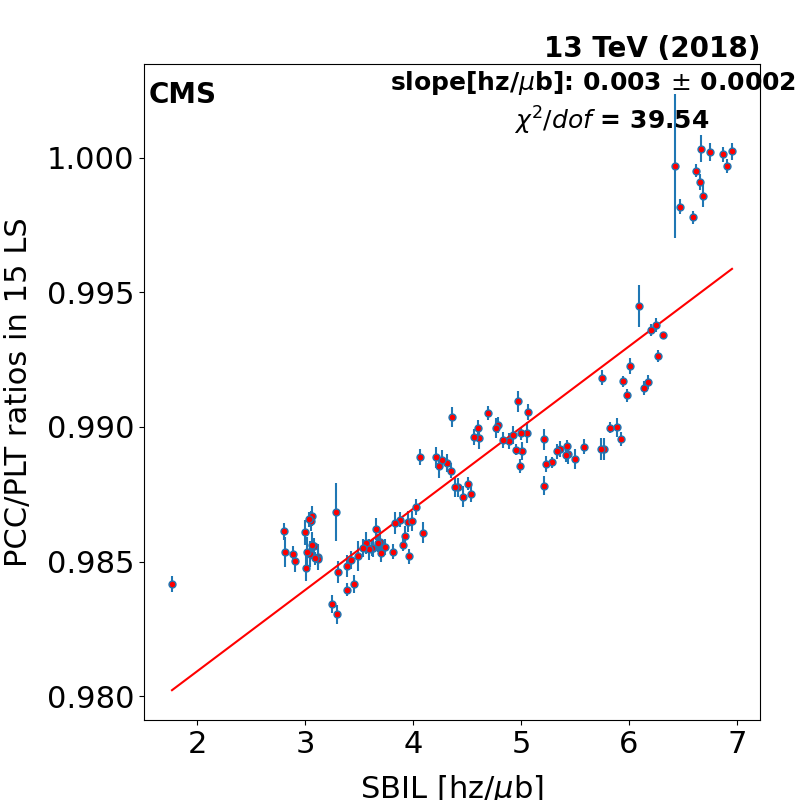 13 TeV (2018)
CMS
slope[hz/μb]: 0.003 ± 0.0002
χ²/dof = 39.54
PCC/PLT ratios in 15 LS
1.000
0.995
0.990
0.985
0.980
2 3 4 5 6 7
SBIL [hz/μb]